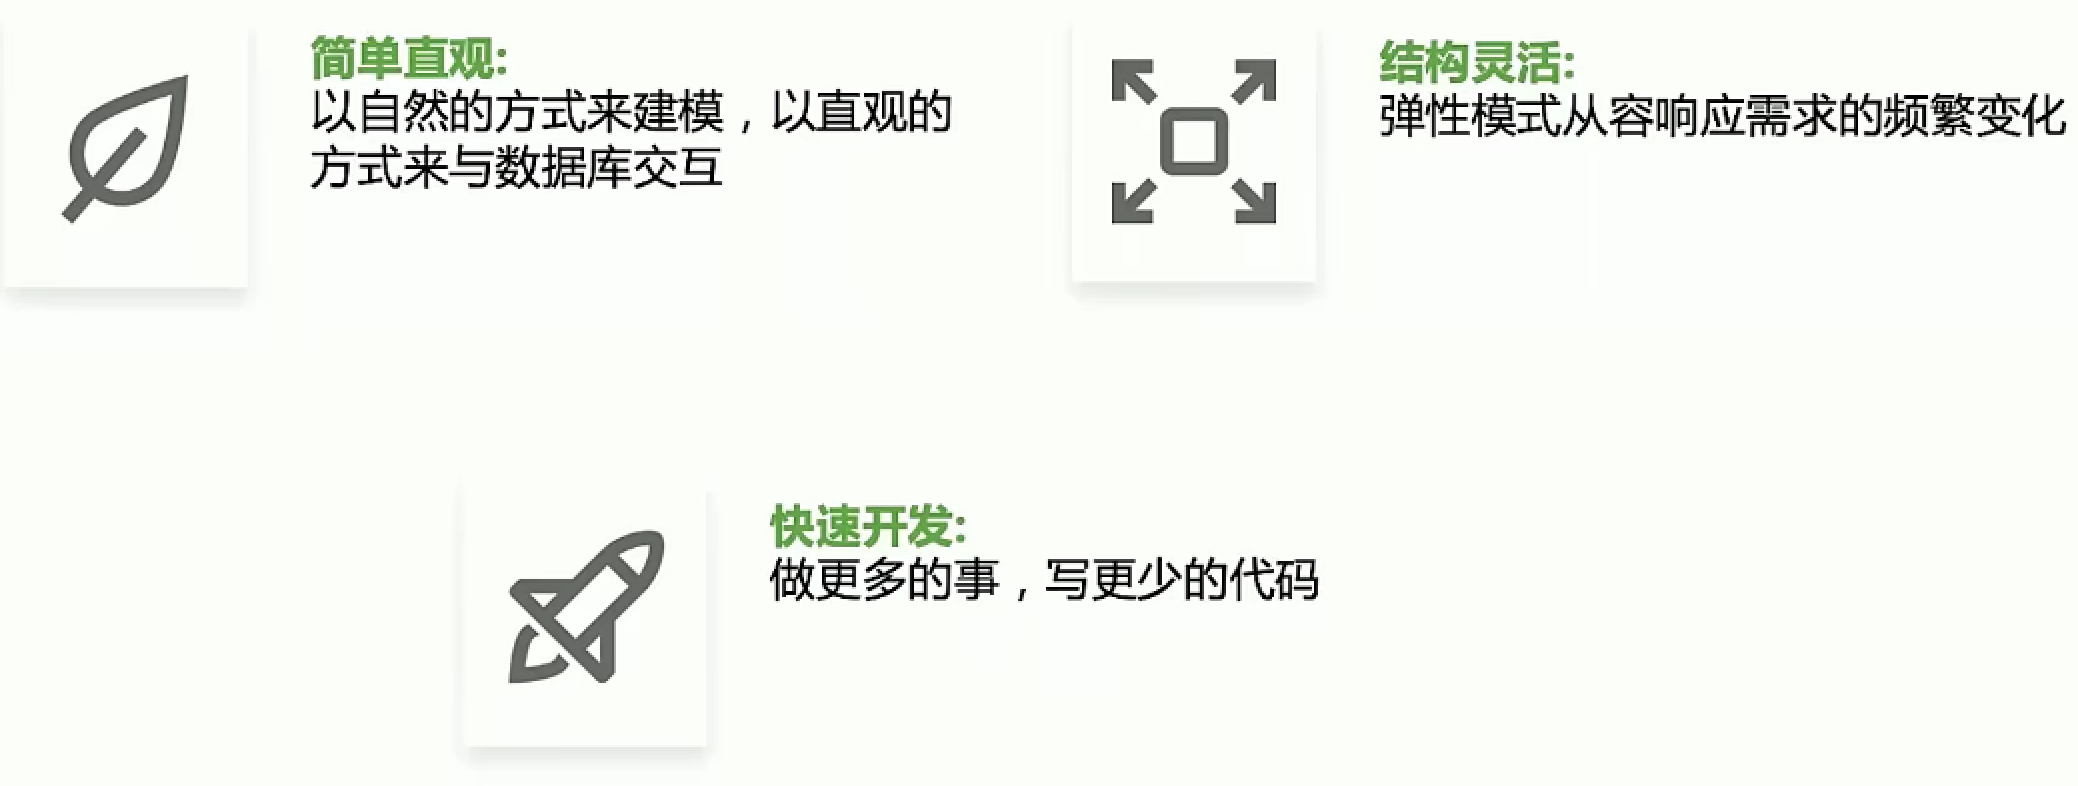 简单直观:
以自然的方式来建模，以直观的
方式来与数据库交互
结构灵活:
弹性模式从容响应需求的频繁变化
快速开发:
做更多的事，写更少的代码